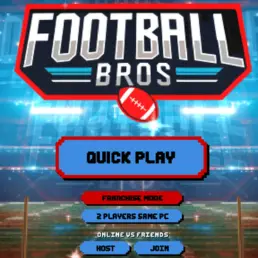 FOOTBALL
BROS
QUICK PLAY
FRANCHISE MODE
2 PLAYERS SAME PC
ONLINE VS FRIENDS
HOST JOIN